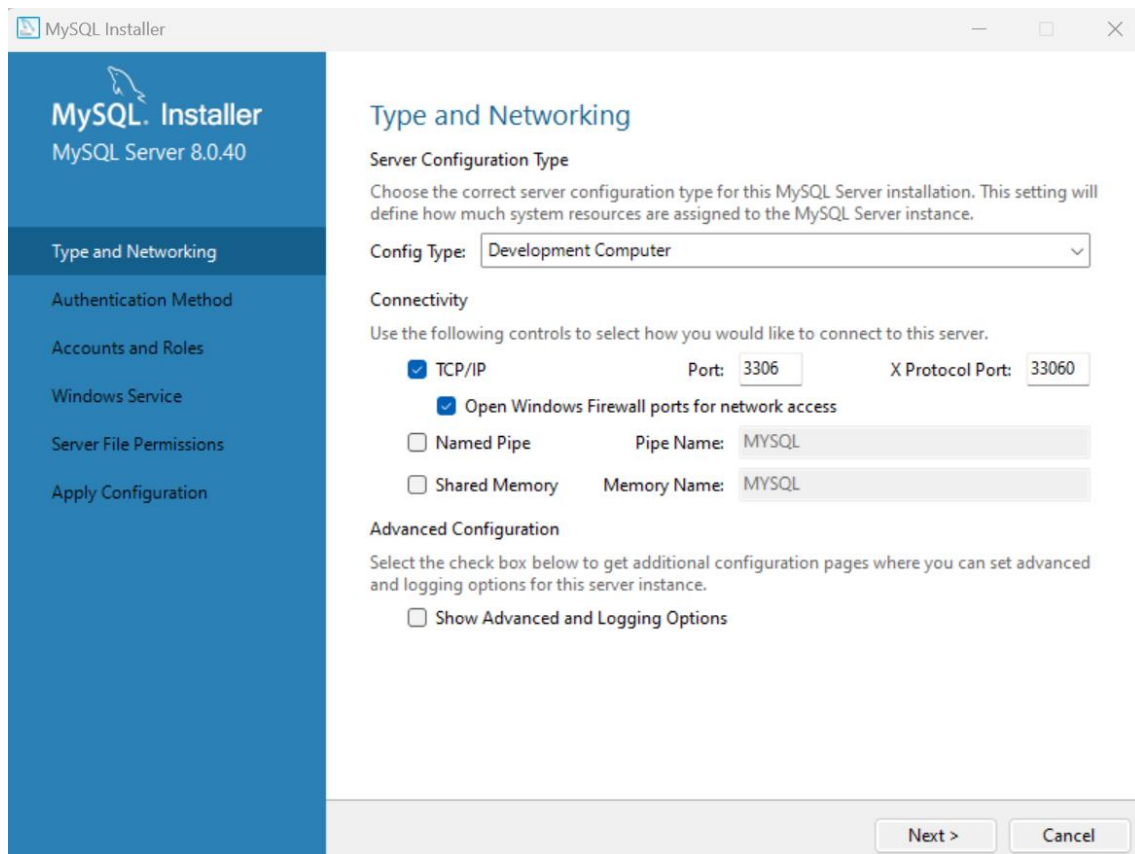 MySQL Installer
MySQL. Installer
MySQL Server 8.0.40
Type and Networking
Authentication Method
Accounts and Roles
Windows Service
Server File Permissions
Apply Configuration
Type and Networking
Server Configuration Type
Choose the correct server configuration type for this MySQL Server installation. This setting will
define how much system resources are assigned to the MySQL Server instance.
Config Type: Development Computer
Connectivity
Use the following controls to select how you would like to connect to this server.
TCP/IP Port: 3306 X Protocol Port: 33060
Open Windows Firewall ports for network access
Named Pipe Pipe Name: MYSQL
Shared Memory Memory Name: MYSQL
Advanced Configuration
Select the check box below to get additional configuration pages where you can set advanced
and logging options for this server instance.
Show Advanced and Logging Options
Next > Cancel